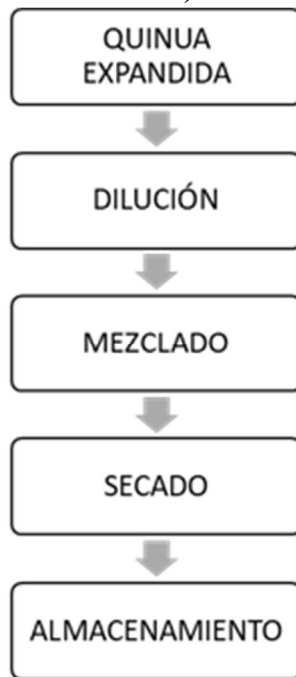 QUINUA
EXPANDIDA
DILUCIÓN
MEZCLADO
SECADO
ALMACENAMIENTO